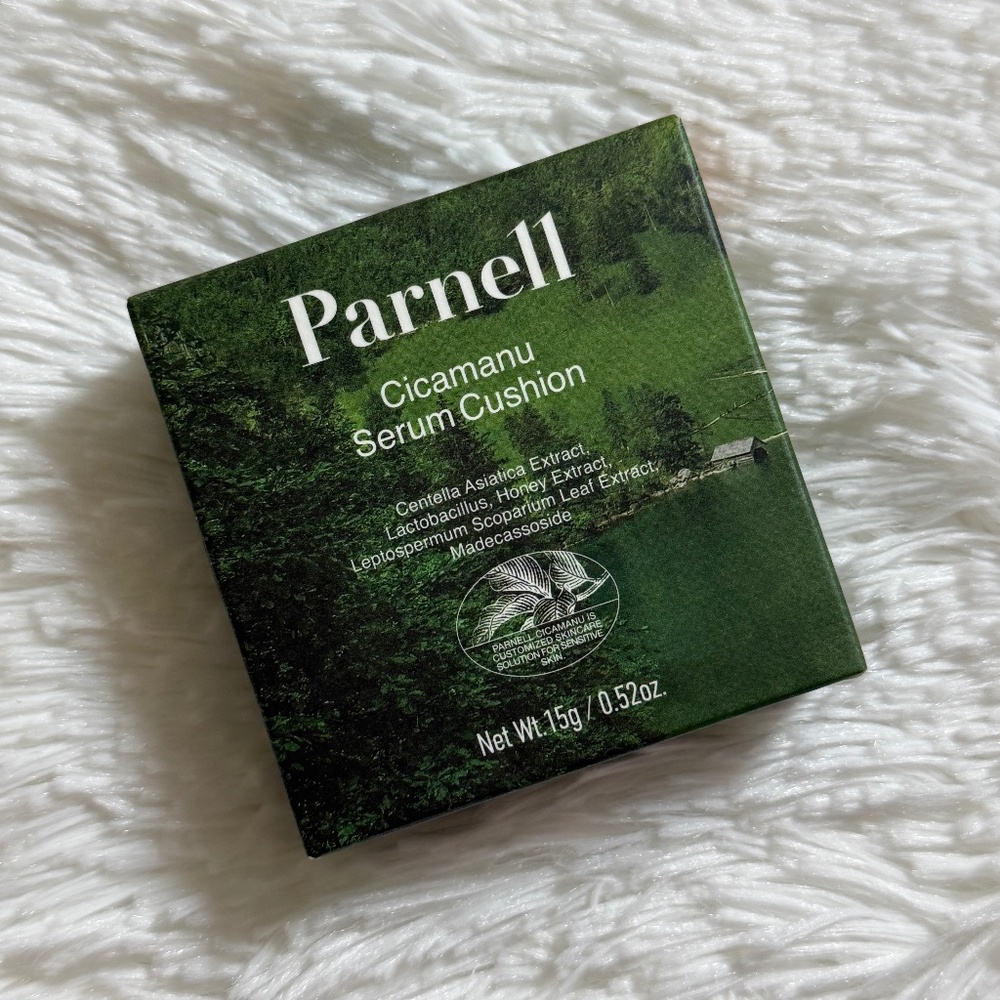 Parnell
Cicamanu
Serum Cushion
Centella Asiatica Extract,
Lactobacillus, Honey Extract,
Leptospermum Scoparium Leaf Extract,
Madecassoside
PARNELL CICAMANU IS
CUSTOMIZED SKINCARE
SOLUTION FOR SENSITIVE
SKIN
Net Wt.15g / 0.52oz.